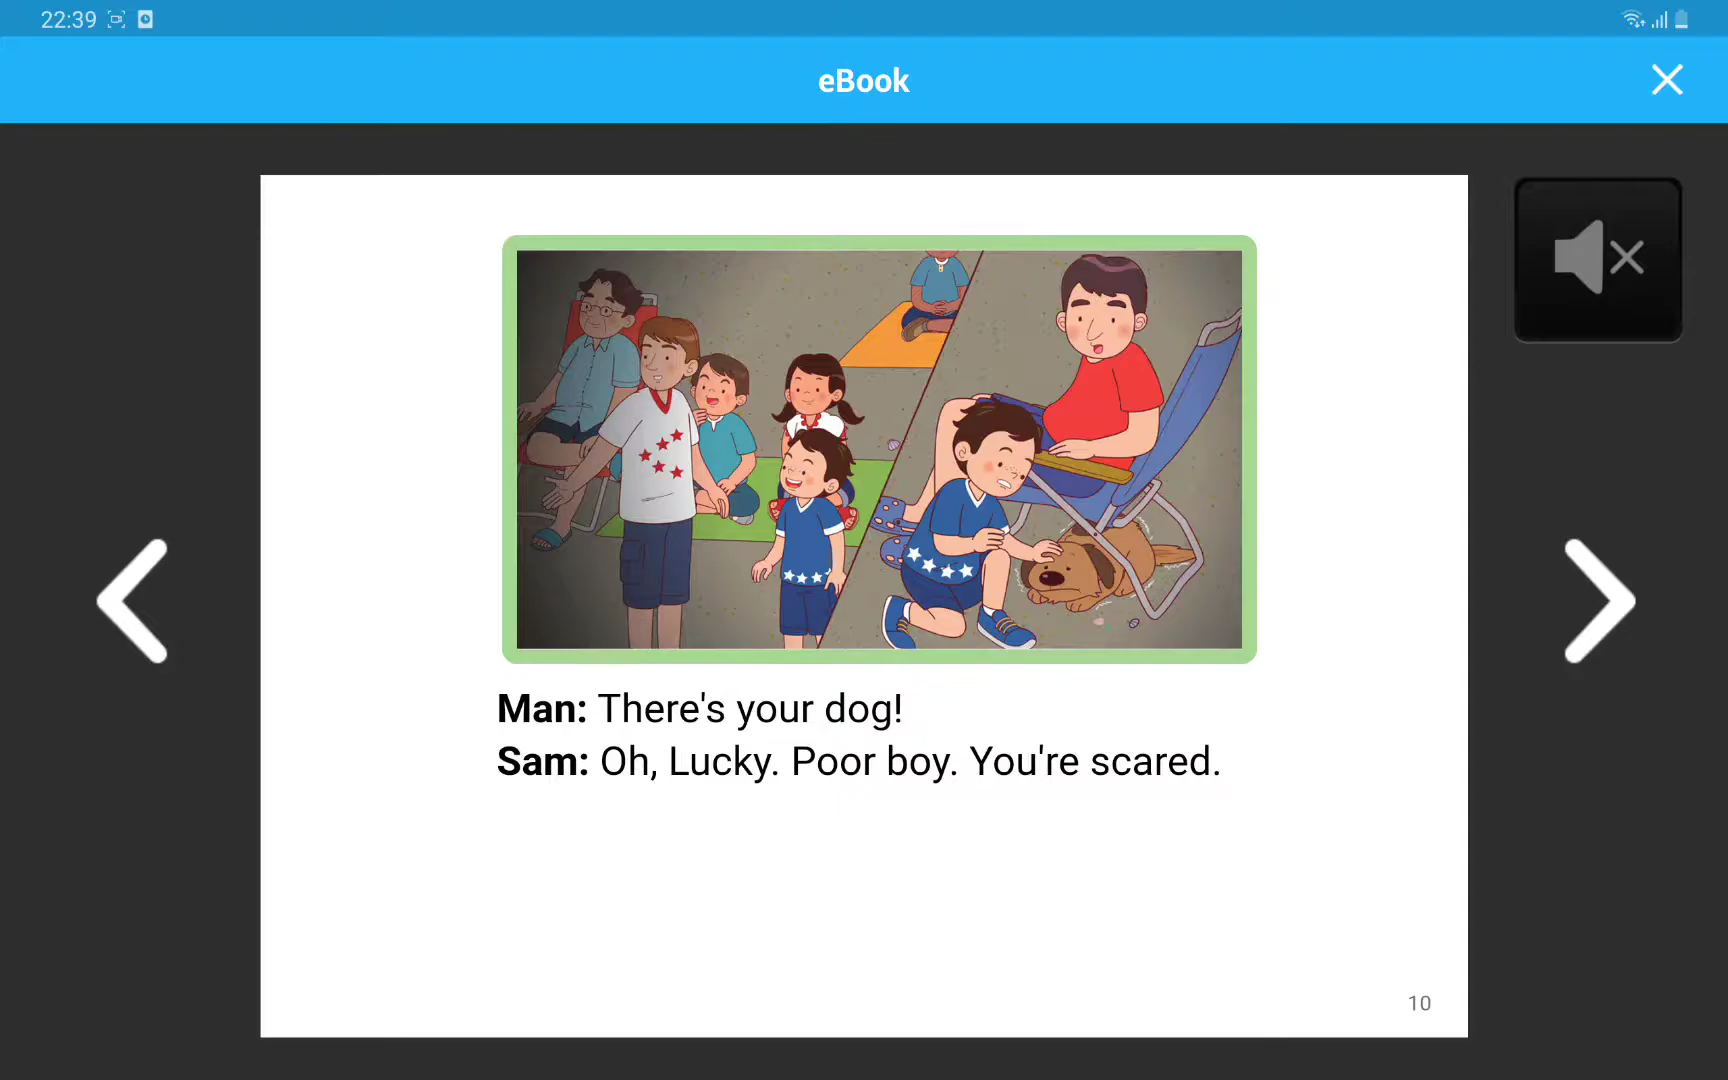 22:39
eBook
Man: There's your dog!
Sam: Oh, Lucky. Poor boy. You're scared.
10